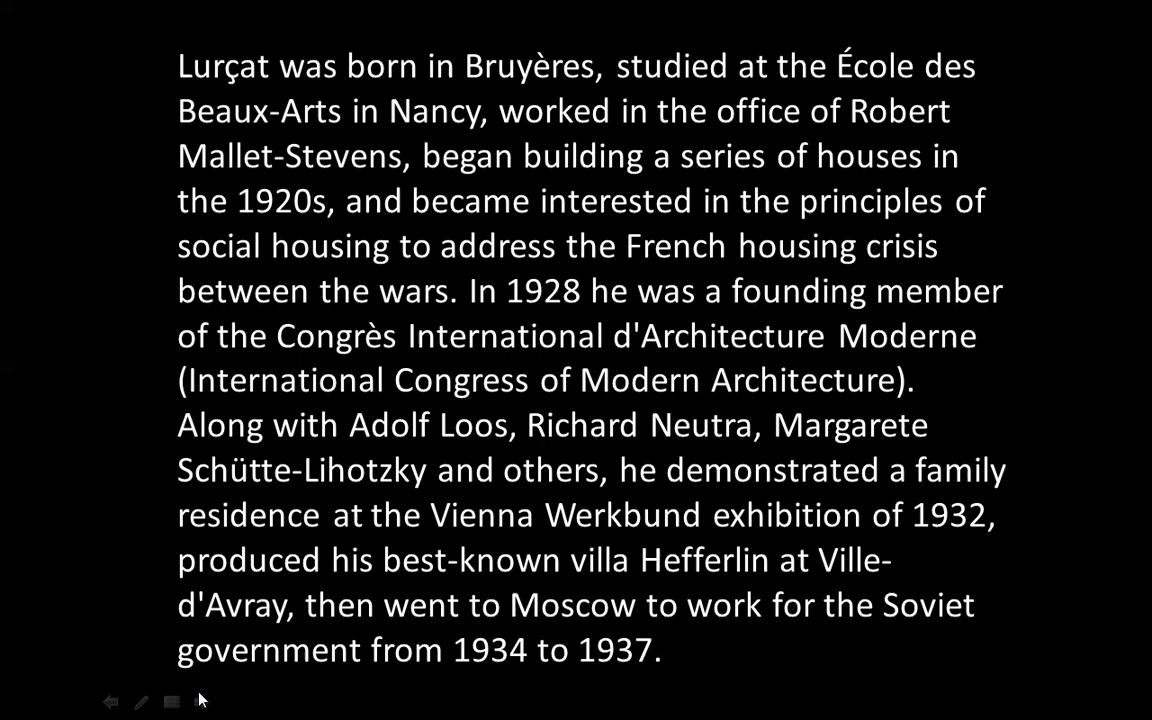 Lurçat was born in Bruyères, studied at the École des
Beaux-Arts in Nancy, worked in the office of Robert
Mallet-Stevens, began building a series of houses in
the 1920s, and became interested in the principles of
social housing to address the French housing crisis
between the wars. In 1928 he was a founding member
of the Congrès International d'Architecture Moderne
(International Congress of Modern Architecture).
Along with Adolf Loos, Richard Neutra, Margarete
Schütte-Lihotzky and others, he demonstrated a family
residence at the Vienna Werkbund exhibition of 1932,
produced his best-known villa Hefferlin at Ville-
d'Avray, then went to Moscow to work for the Soviet
government from 1934 to 1937.